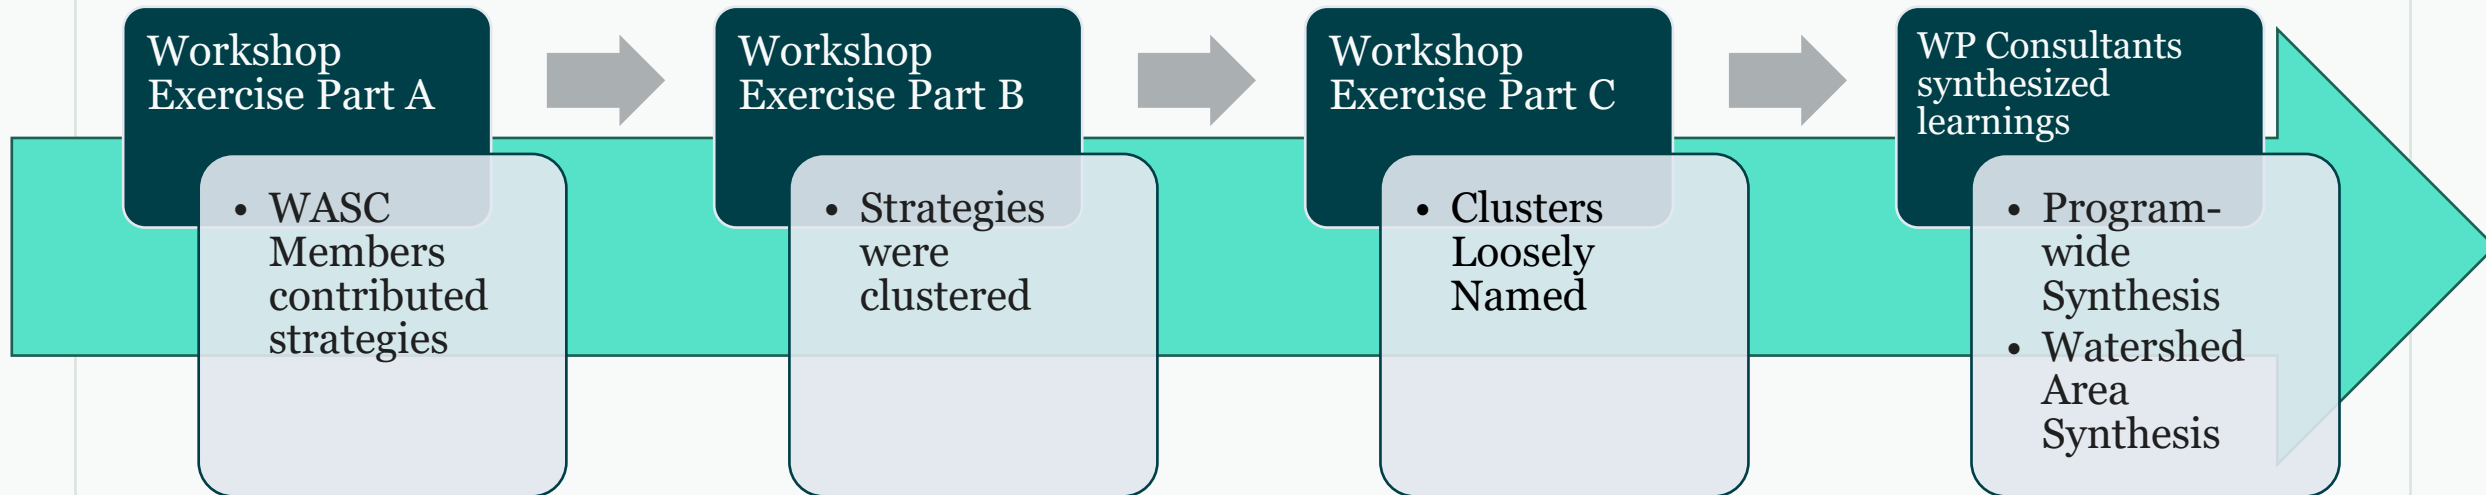 Workshop
Exercise Part A
• WASC
Members
contributed
strategies
Workshop
Exercise Part B
• Strategies
were
clustered
Workshop
Exercise Part C
• Clusters
Loosely
Named
WP Consultants
synthesized
learnings
• Program-
wide
Synthesis
• Watershed
Area
Synthesis